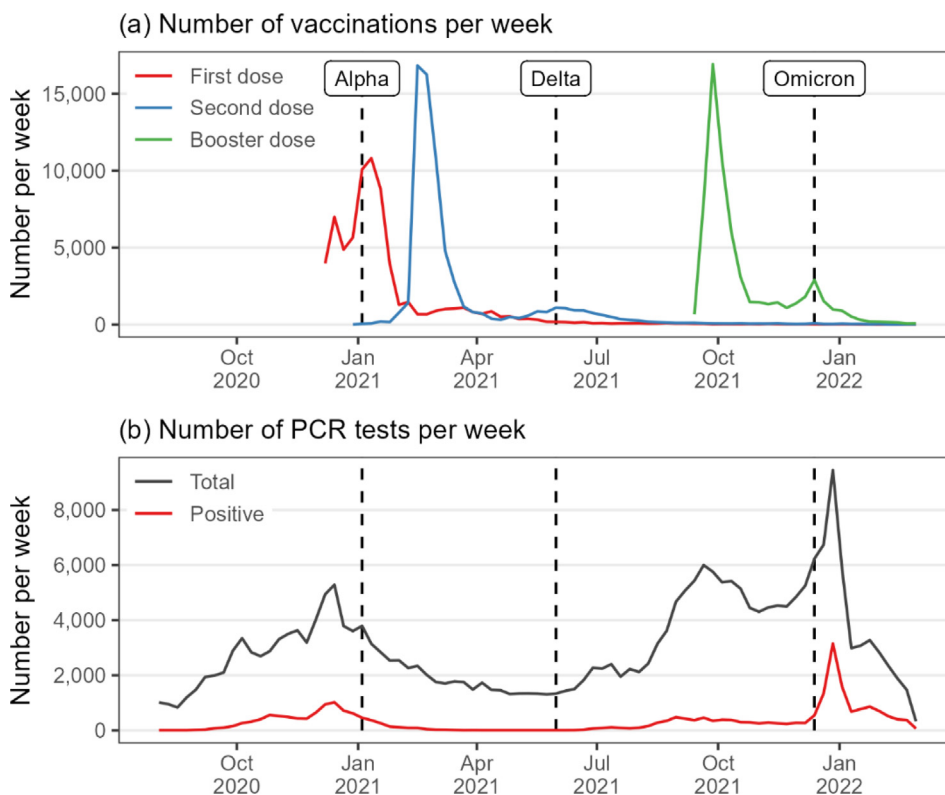 (a) Number of vaccinations per week
Number per week
First dose
Second dose
Booster dose
Alpha
Delta
Omicron
15,000
10,000
5,000
0
Oct
2020
Jan
2021
Apr
2021
Jul
2021
Oct
2021
Jan
2022
(b) Number of PCR tests per week
Number per week
Total
Positive
8,000
6,000
4,000
2,000
0
Oct
2020
Jan
2021
Apr
2021
Jul
2021
Oct
2021
Jan
2022